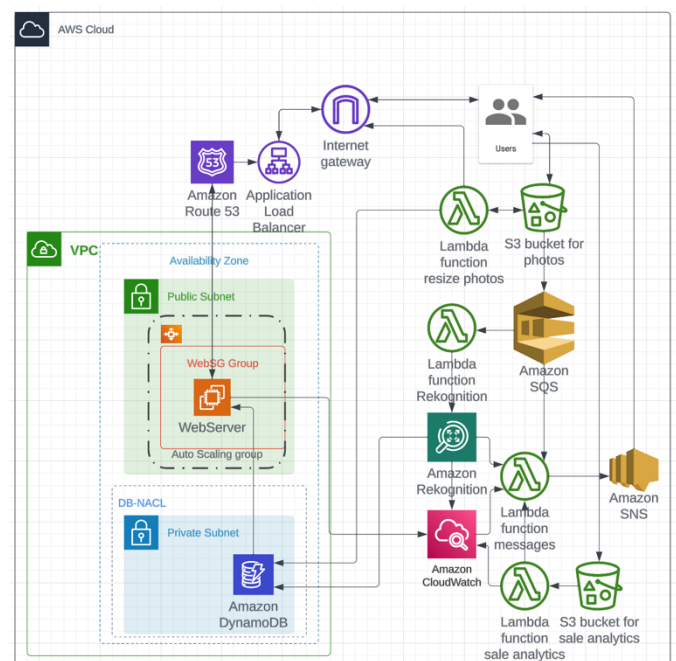 AWS Cloud
Users
Internet
gateway
53
Amazon
Route 53
Application
Load
Balancer
Lambda
function
resize photos
S3 bucket for
photos
VPC
Availability Zone
Public Subnet
WebSG Group
WebServer
Auto Scaling group
Lambda
function
Rekognition
Amazon
SQS
Amazon
Rekognition
Lambda
function
messages
Amazon
SNS
DB-NACL
Private Subnet
Amazon
DynamoDB
Amazon
CloudWatch
Lambda
function
sale analytics
S3 bucket for
sale analytics